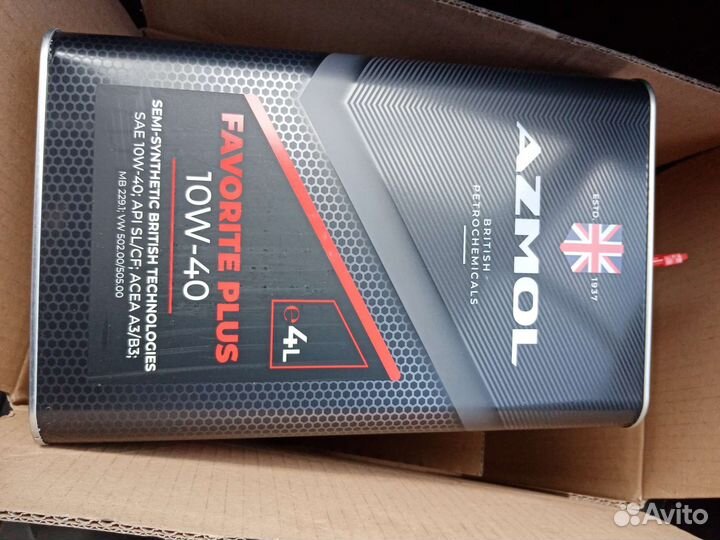 ESTD. 1937
AZMOL
BRITISH
PETROCHEMICALS
e 4L
FAVORITE PLUS
10W-40
SEMI-SYNTHETIC BRITISH TECHNOLOGIES
SAE 10W-40; API SL/CF; ACEA A3/B3;
MB 229.1; VW 502.00/505.00
Avito